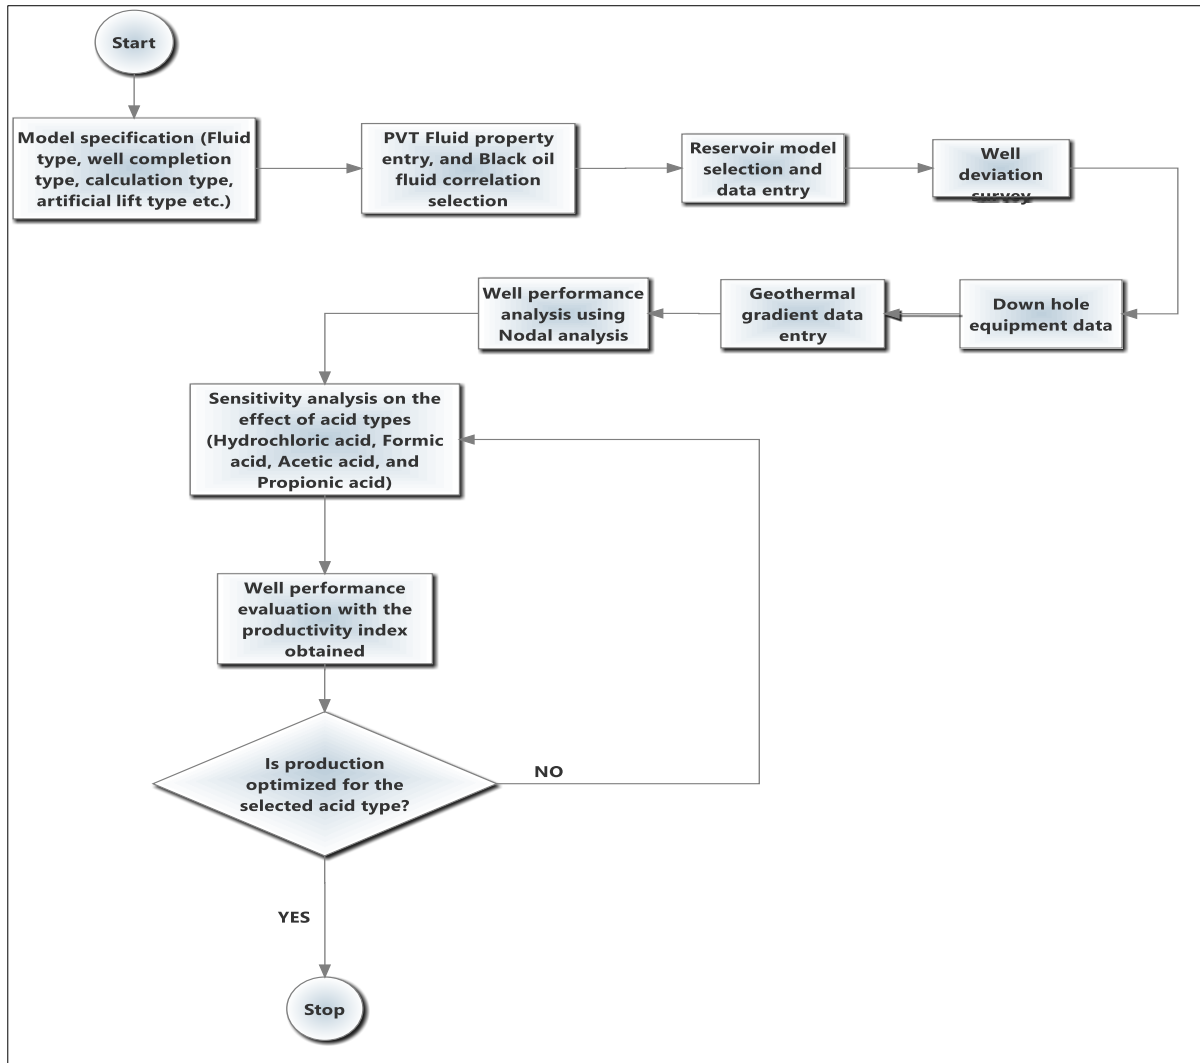 Start
Model specification (Fluid
type, well completion
type, calculation type,
artificial lift type etc.)
PVT Fluid property
entry, and Black oil
fluid correlation
selection
Reservoir model
selection and
data entry
Well
deviation
survey
Down hole
equipment data
Geothermal
gradient data
entry
Well performance
analysis using
Nodal analysis
Sensitivity analysis on the
effect of acid types
(Hydrochloric acid, Formic
acid, Acetic acid, and
Propionic acid)
Well performance
evaluation with the
productivity index
obtained
Is production
optimized for the
selected acid type?
NO
YES
Stop